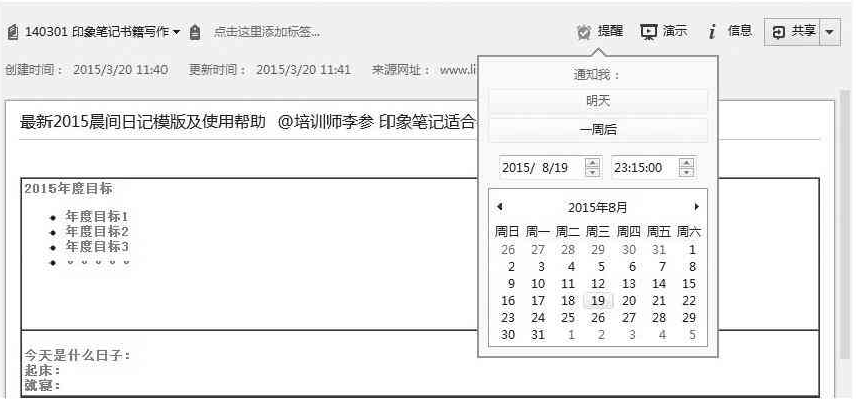 140301 印象笔记书籍写作 点击这里添加标签... 提醒 演示 信息 共享
创建时间： 2015/3/20 11:40 更新时间： 2015/3/20 11:41 来源网址： www.li
通知我：
明天
一周后
2015/ 8/19 23:15:00
2015年8月
周日 周一 周二 周三 周四 周五 周六
26 27 28 29 30 31 1
2 3 4 5 6 7 8
9 10 11 12 13 14 15
16 17 18 19 20 21 22
23 24 25 26 27 28 29
30 31 1 2 3 4 5
最新2015晨间日记模版及使用帮助 @培训师李参 印象笔记适合
2015年度目标
年度目标1
年度目标2
年度目标3
。。。。。
今天是什么日子：
起床：
就寝：